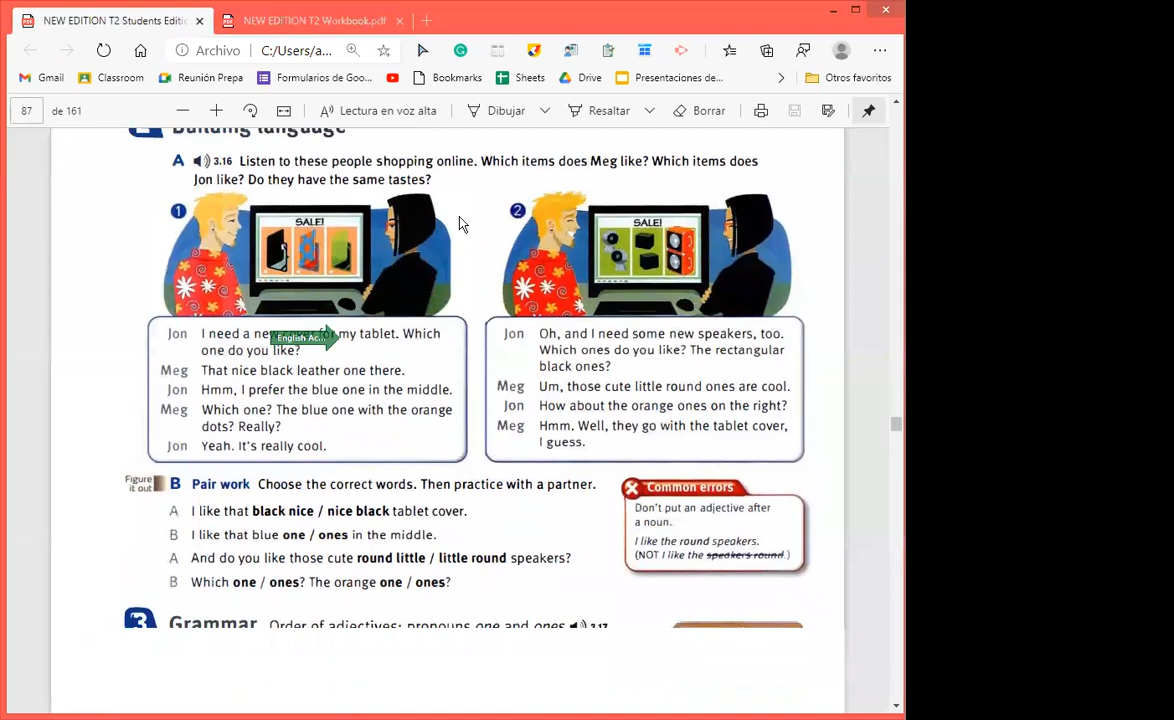 NEW EDITION T2 Students Editio
NEW EDITION T2 Workbook.pdf
Archivo C:/Users/a...
Gmail Classroom Reunión Prepa Formularios de Goo... Bookmarks Sheets Drive Presentaciones de... Otros favoritos
87 de 161 Lectura en voz alta Dibujar Resaltar Borrar
Building language
A 3.16 Listen to these people shopping online. Which items does Meg like? Which items does
Jon like? Do they have the same tastes?
1
SALE!
2
SALE!
Jon I need a new cover for my tablet. Which
one do you like?
English Ac...
Meg That nice black leather one there.
Jon Hmm, I prefer the blue one in the middle.
Meg Which one? The blue one with the orange
dots? Really?
Jon Yeah. It's really cool.
Jon Oh, and I need some new speakers, too.
Which ones do you like? The rectangular
black ones?
Meg Um, those cute little round ones are cool.
Jon How about the orange ones on the right?
Meg Hmm. Well, they go with the tablet cover,
I guess.
Figure
it out
B Pair work Choose the correct words. Then practice with a partner.
A I like that black nice / nice black tablet cover.
B I like that blue one / ones in the middle.
A And do you like those cute round little / little round speakers?
B Which one / ones? The orange one / ones?
Common errors
Don't put an adjective after
a noun.
I like the round speakers.
(NOT I like the speakers round.)
3 Grammar Order of adjectives; pronouns one and ones 3.17